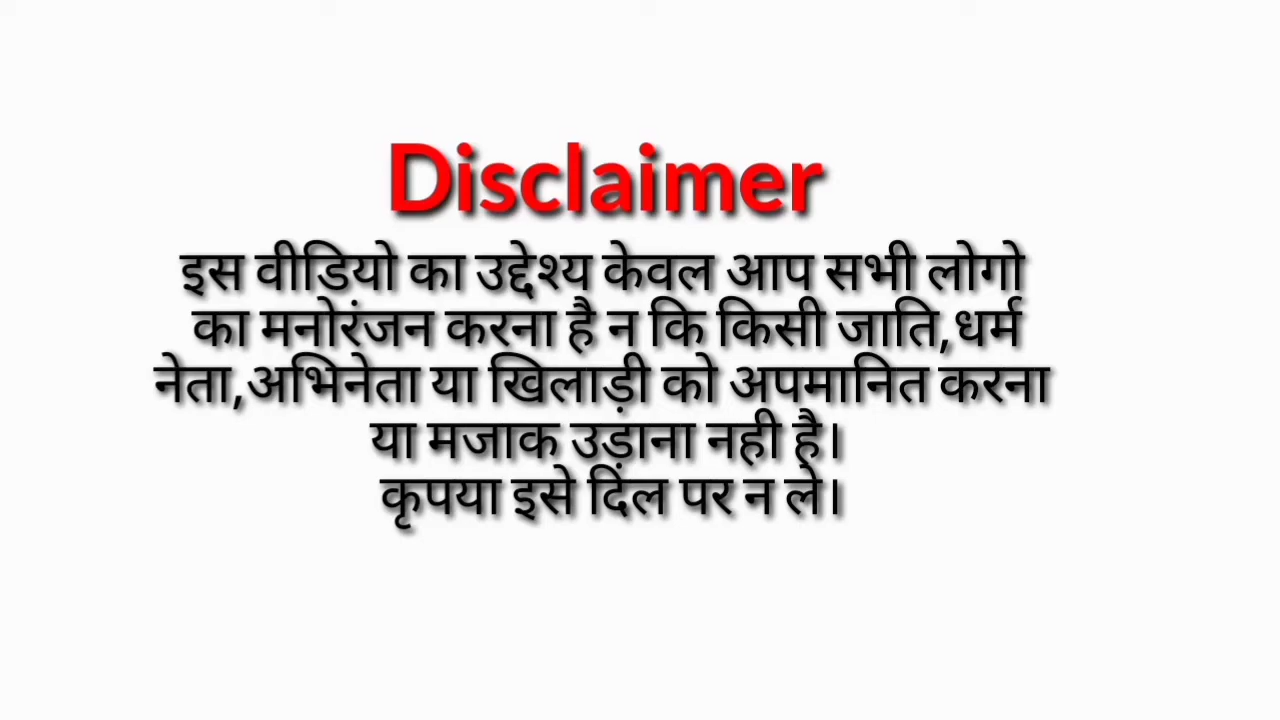 Disclaimer
इस वीडियो का उद्देश्य केवल आप सभी लोगो
का मनोरंजन करना है न कि किसी जाति,धर्म
नेता,अभिनेता या खिलाड़ी को अपमानित करना
या मजाक उड़ाना नही है।
कृपया इसे दिल पर न ले।